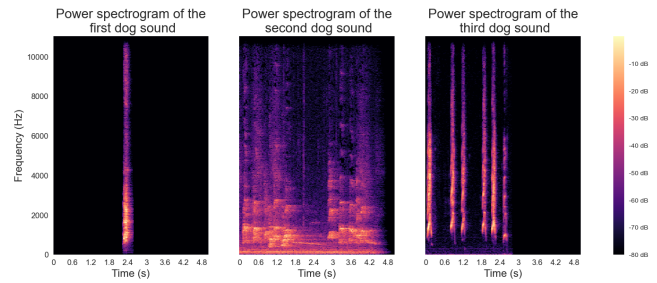 Power spectrogram of the
first dog sound
Power spectrogram of the
second dog sound
Power spectrogram of the
third dog sound
Frequency (Hz)
10000
8000
6000
4000
2000
0
0 0.6 1.2 1.8 2.4 3 3.6 4.2 4.8
Time (s)
0 0.6 1.2 1.8 2.4 3 3.6 4.2 4.8
Time (s)
0 0.6 1.2 1.8 2.4 3 3.6 4.2 4.8
Time (s)
-10 dB
-20 dB
-30 dB
-40 dB
-50 dB
-60 dB
-70 dB
-80 dB